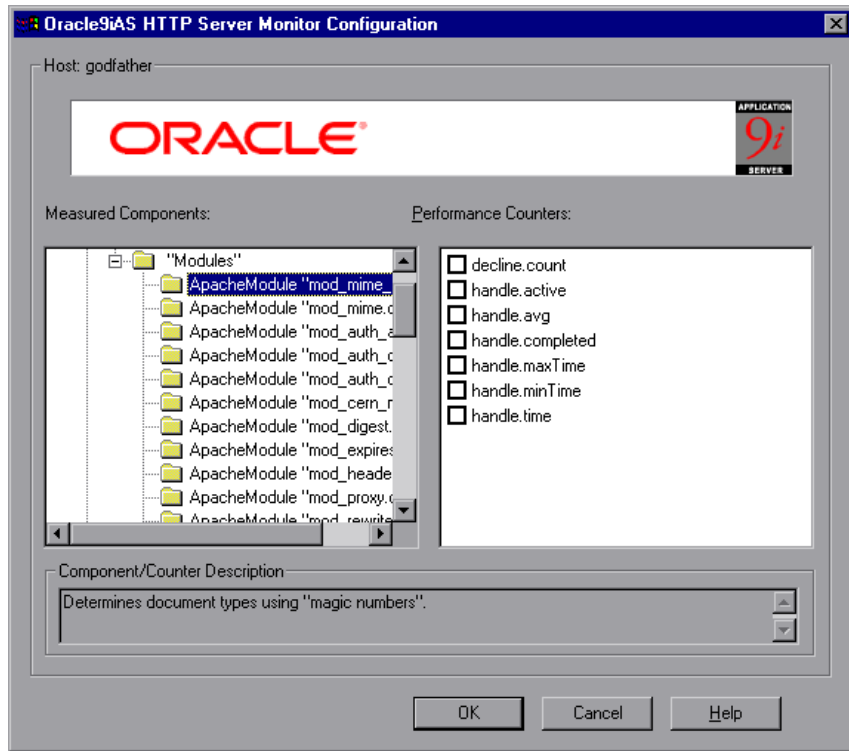 Oracle9iAS HTTP Server Monitor Configuration
Host: godfather
ORACLE
APPLICATION
9i
SERVER
Measured Components:
Performance Counters:
"Modules"
ApacheModule "mod_mime_
ApacheModule "mod_mime.c
ApacheModule "mod_auth_a
ApacheModule "mod_auth_c
ApacheModule "mod_auth_c
ApacheModule "mod_cern_r
ApacheModule "mod_digest.
ApacheModule "mod_expires
ApacheModule "mod_heade
ApacheModule "mod_proxy.c
ApacheModule "mod_rewrite
decline.count
handle.active
handle.avg
handle.completed
handle.maxTime
handle.minTime
handle.time
Component/Counter Description
Determines document types using "magic numbers".
OK
Cancel
Help